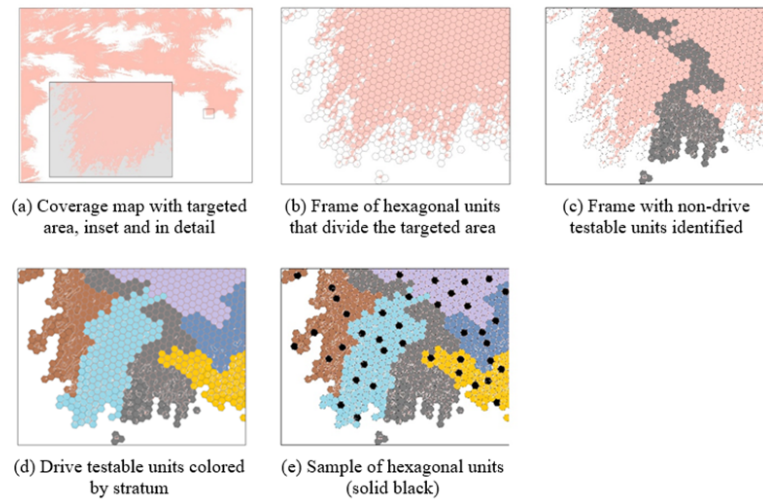 (a) Coverage map with targeted
area, inset and in detail
(b) Frame of hexagonal units
that divide the targeted area
(c) Frame with non-drive
testable units identified
(d) Drive testable units colored
by stratum
(e) Sample of hexagonal units
(solid black)